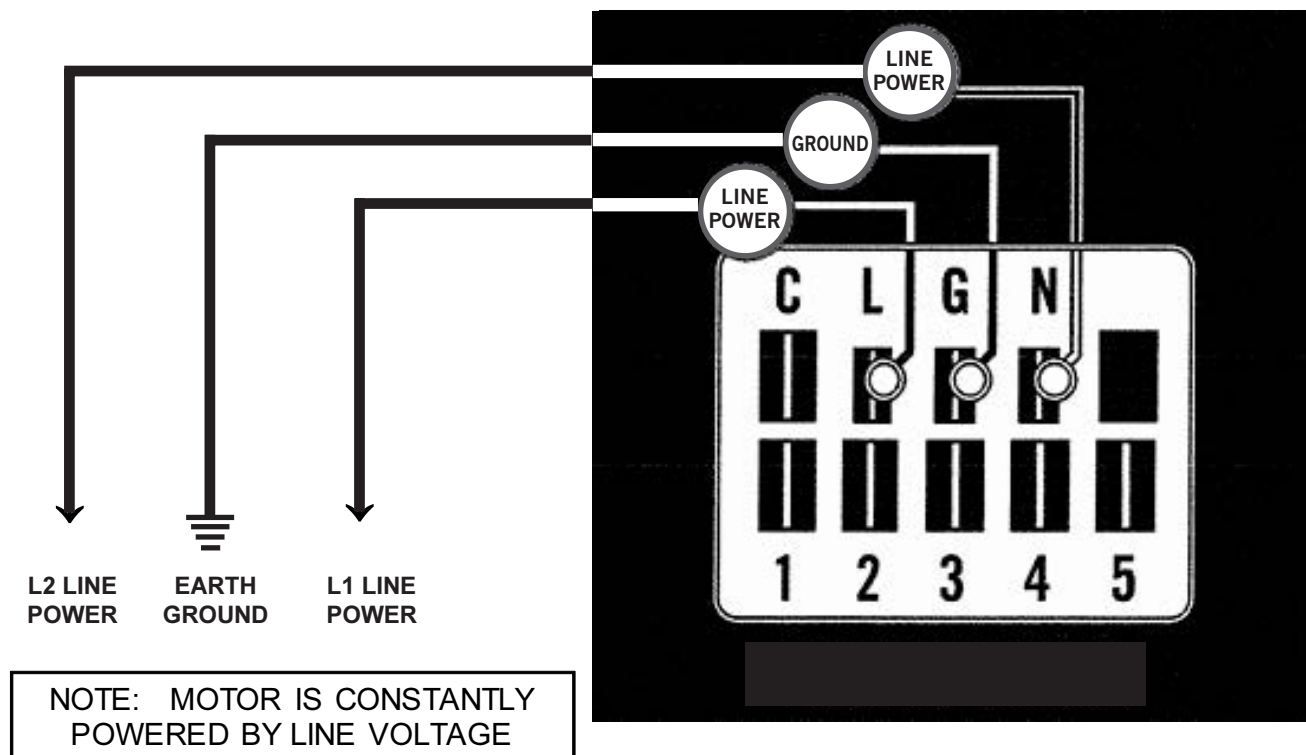 LINE
POWER
GROUND
LINE
POWER
C L G N
1 2 3 4 5
L2 LINE
POWER
EARTH
GROUND
L1 LINE
POWER
NOTE: MOTOR IS CONSTANTLY
POWERED BY LINE VOLTAGE